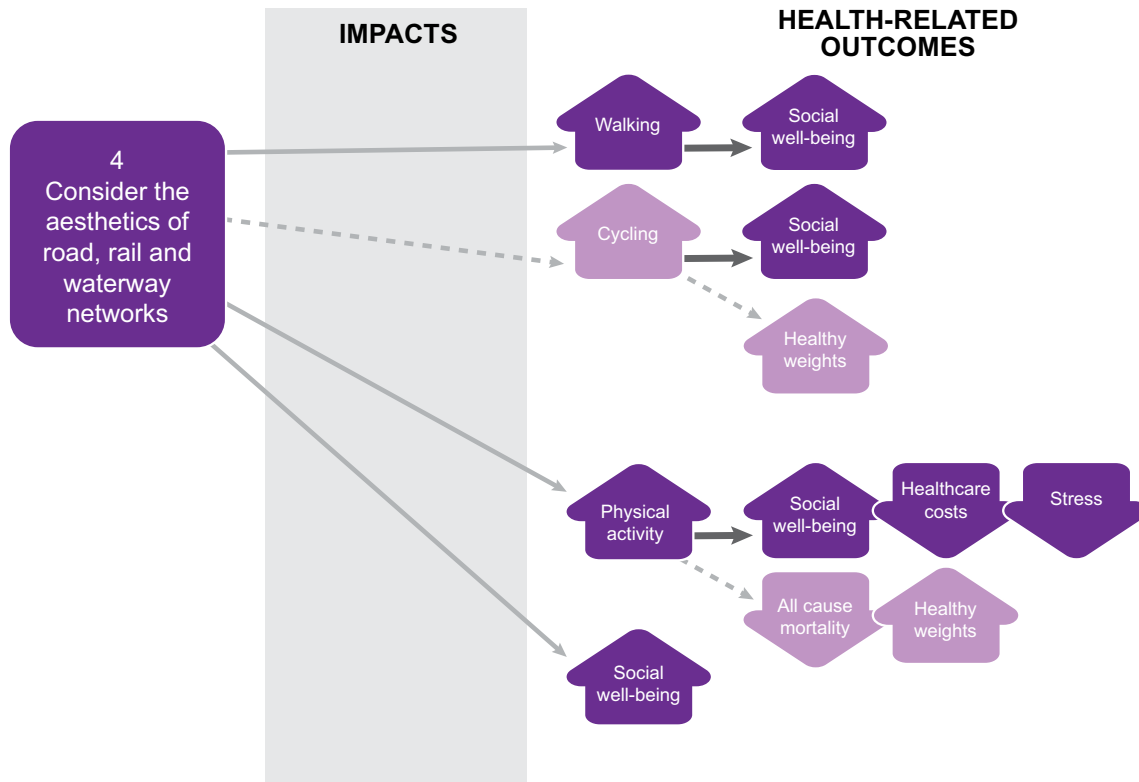 IMPACTS
HEALTH-RELATED
OUTCOMES
4
Consider the
aesthetics of
road, rail and
waterway
networks
Walking
Social
well-being
Cycling
Social
well-being
Healthy
weights
Physical
activity
Social
well-being
Healthcare
costs
Stress
All cause
mortality
Healthy
weights
Social
well-being